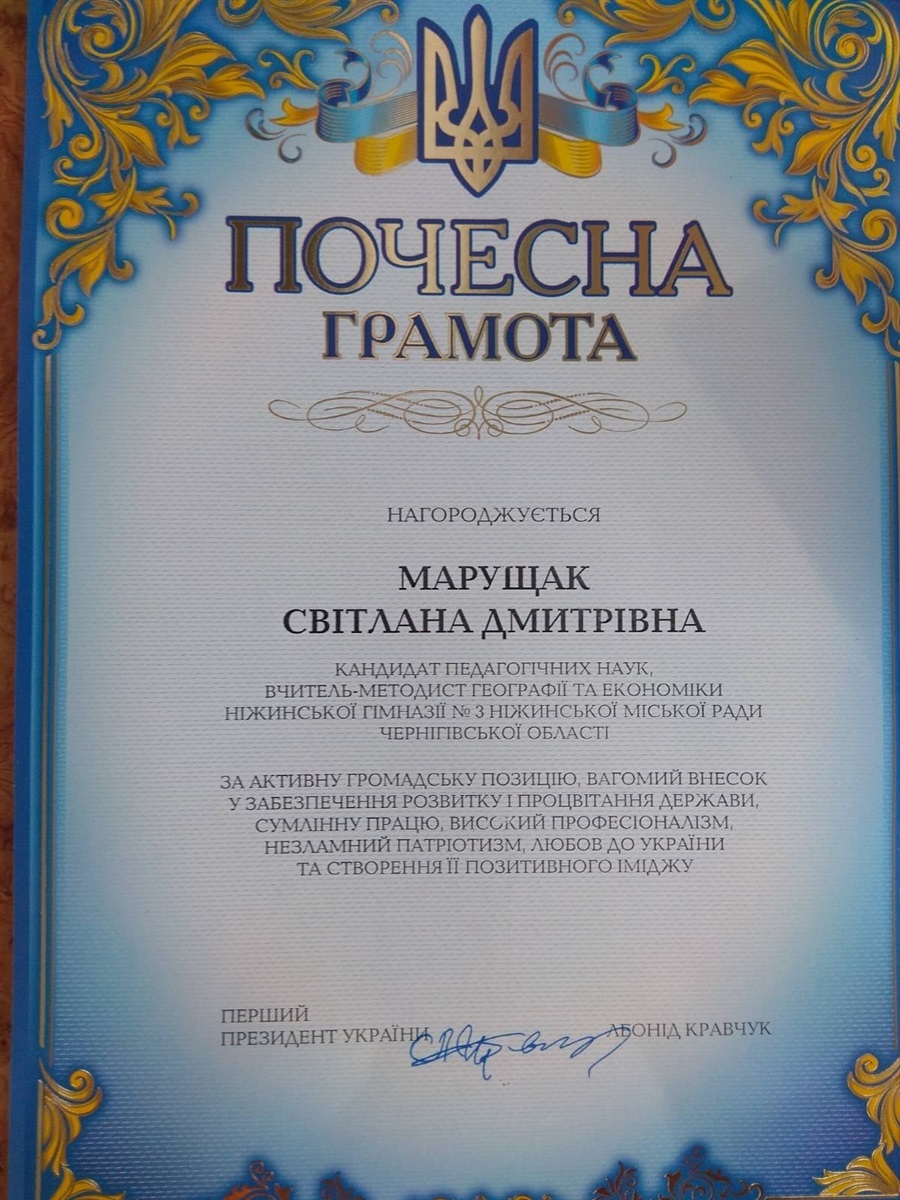 ПОЧЕСНА
ГРАМОТА
НАГОРОДЖУЄТЬСЯ
МАРУЩАК
СВІТЛАНА ДМИТРІВНА
КАНДИДАТ ПЕДАГОГІЧНИХ НАУК,
ВЧИТЕЛЬ-МЕТОДИСТ ГЕОГРАФІЇ ТА ЕКОНОМІКИ
НІЖИНСЬКОЇ ГІМНАЗІЇ № 3 НІЖИНСЬКОЇ МІСЬКОЇ РАДИ
ЧЕРНІГІВСЬКОЇ ОБЛАСТІ
ЗА АКТИВНУ ГРОМАДСЬКУ ПОЗИЦІЮ, ВАГОМИЙ ВНЕСОК
У ЗАБЕЗПЕЧЕННЯ РОЗВИТКУ І ПРОЦВІТАННЯ ДЕРЖАВИ,
СУМЛІННУ ПРАЦЮ, ВИСОКИЙ ПРОФЕСІОНАЛІЗМ,
НЕЗЛАМНИЙ ПАТРІОТИЗМ, ЛЮБОВ ДО УКРАЇНИ
ТА СТВОРЕННЯ ЇЇ ПОЗИТИВНОГО ІМІДЖУ
ПЕРШИЙ
ПРЕЗИДЕНТ УКРАЇНИ ЛЕОНІД КРАВЧУК